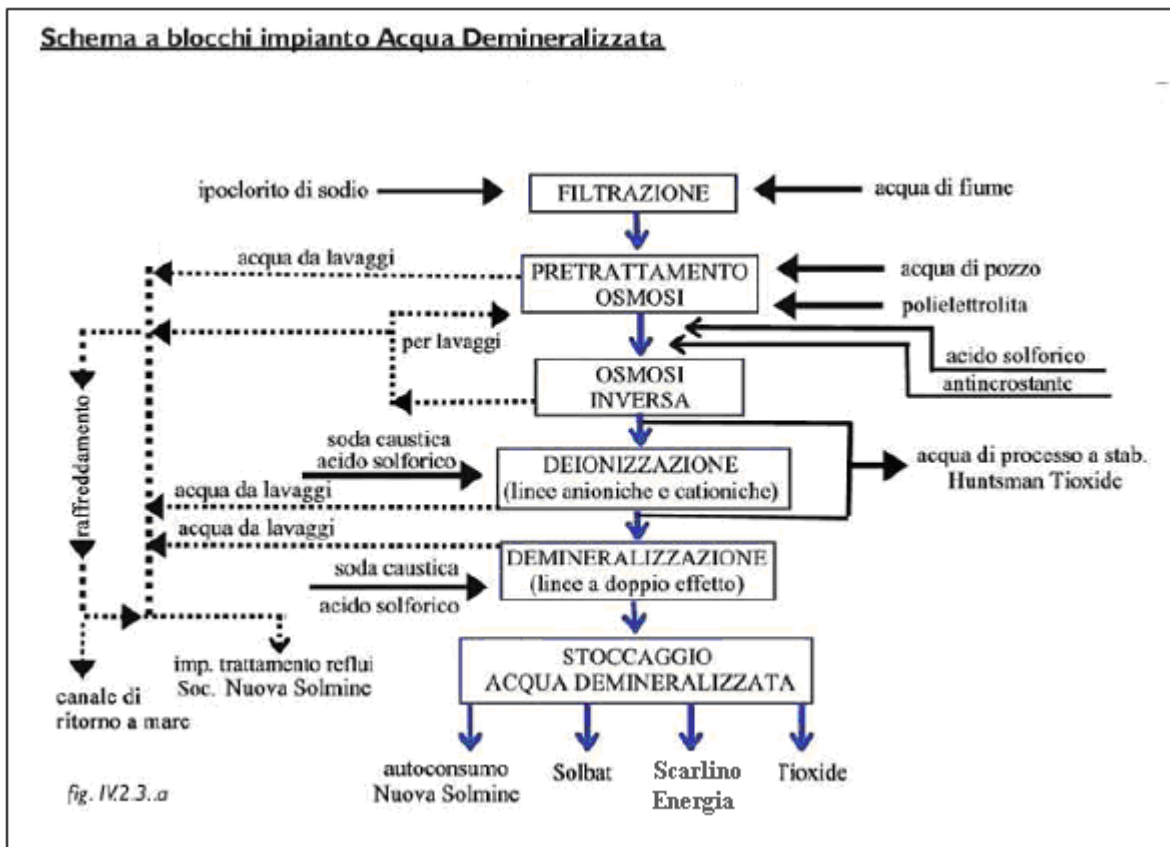 Schema a blocchi impianto Acqua Demineralizzata
ipoclorito di sodio
FILTRAZIONE
acqua di fiume
acqua da lavaggi
PRETRATTAMENTO
OSMOSI
acqua di pozzo
polielettrolita
per lavaggi
acido solforico
antincrostante
OSMOSI
INVERSA
raffreddamento
soda caustica
acido solforico
DEIONIZZAZIONE
(linee anioniche e cationiche)
acqua di processo a stab.
Huntsman Tioxide
acqua da lavaggi
acqua da lavaggi
DEMINERALIZZAZIONE
(linee a doppio effetto)
soda caustica
acido solforico
STOCCAGGIO
ACQUA DEMINERALIZZATA
imp. trattamento reflui
Soc. Nuova Solmine
canale di
ritorno a mare
autoconsumo
Nuova Solmine
Solbat
Scarlino
Energia
Tioxide
fig. IV.2.3..a